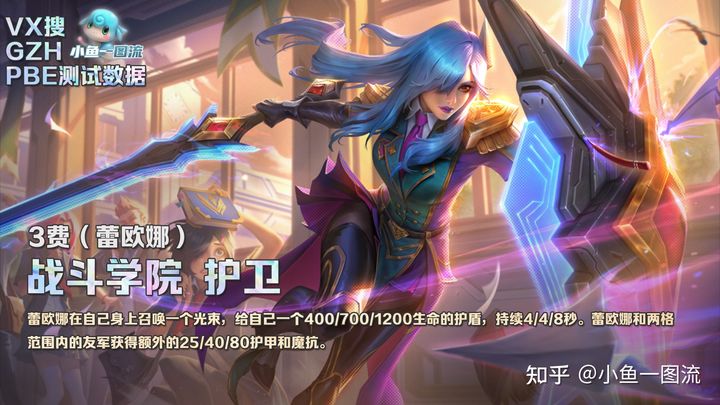 VX搜
GZH 小鱼一图流
PBE测试数据
3费（蕾欧娜）
战斗学院 护卫
蕾欧娜在自己身上召唤一个光束，给自己一个400/700/1200生命的护盾，持续4/4/8秒。蕾欧娜和两格
范围内的友军获得额外的25/40/80护甲和魔抗。
知乎 @小鱼一图流